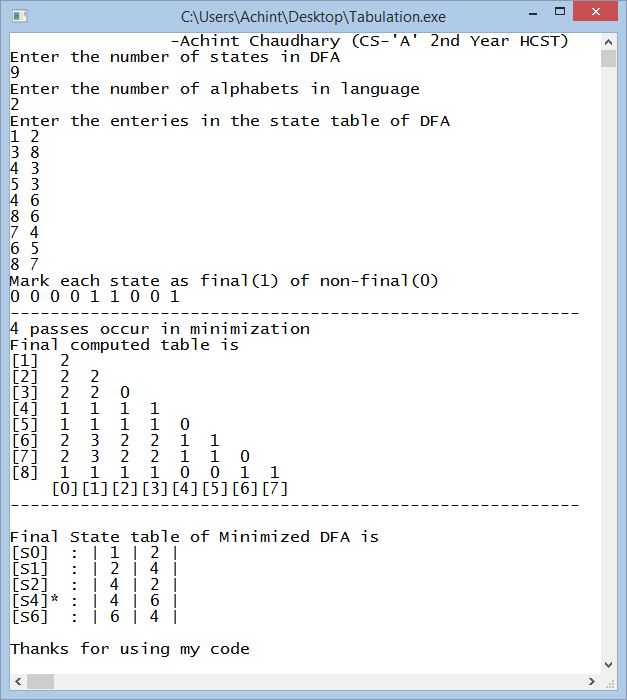 C:\Users\Achint\Desktop\Tabulation.exe
-Achint Chaudhary (CS-'A' 2nd Year HCST)
Enter the number of states in DFA
9
Enter the number of alphabets in language
2
Enter the enteries in the state table of DFA
1 2
3 8
4 3
5 3
4 6
8 6
7 4
6 5
8 7
Mark each state as final(1) of non-final(0)
0 0 0 0 1 1 0 0 1
---------------------------------------------------------
4 passes occur in minimization
Final computed table is
[1]  2
[2]  2  2
[3]  2  2  0
[4]  1  1  1  1
[5]  1  1  1  1  0
[6]  2  3  2  2  1  1
[7]  2  3  2  2  1  1  0
[8]  1  1  1  1  0  0  1  1
[0][1][2][3][4][5][6][7]
---------------------------------------------------------
Final State table of Minimized DFA is
[S0]  : | 1 | 2 |
[S1]  : | 2 | 4 |
[S2]  : | 4 | 2 |
[S4]* : | 4 | 6 |
[S6]  : | 6 | 4 |
Thanks for using my code